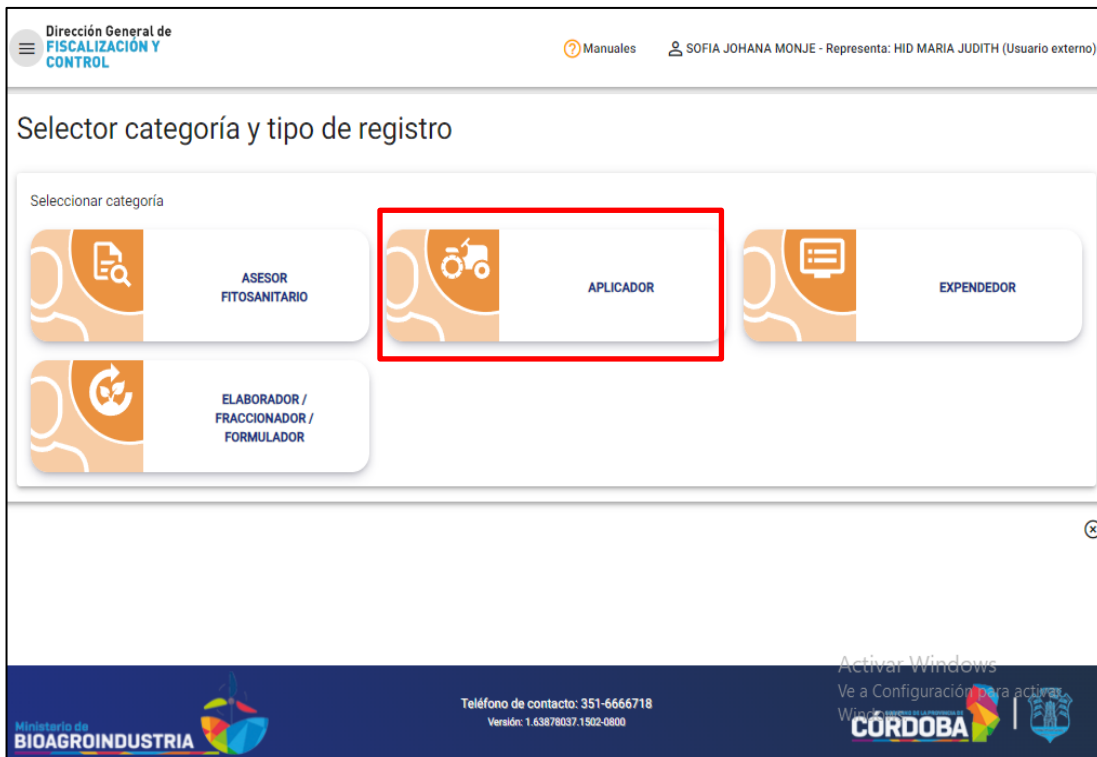 Dirección General de
FISCALIZACIÓN Y
CONTROL
Manuales
SOFIA JOHANA MONJE - Representa: HID MARIA JUDITH (Usuario externo)
Selector categoría y tipo de registro
Seleccionar categoría
ASESOR
FITOSANITARIO
APLICADOR
EXPENDEDOR
ELABORADOR /
FRACCIONADOR /
FORMULADOR
Activar Windows
Ve a Configuración para activar
Windows
Ministerio de
BIOAGROINDUSTRIA
Teléfono de contacto: 351-6666718
Versión: 1.63878037.1502-0800
CÓRDOBA